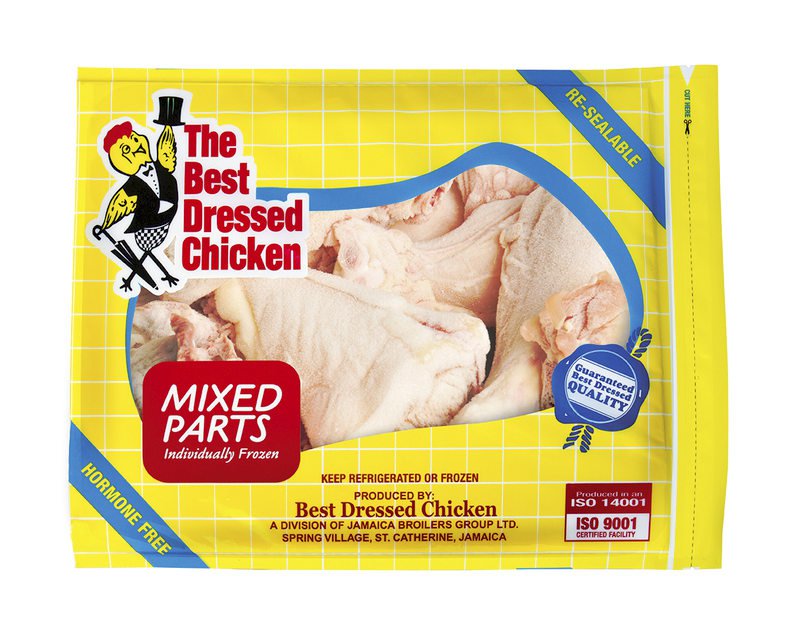 The
Best
Dressed
Chicken
RE-SEALABLE
CUT HERE
MIXED
PARTS
Individually Frozen
Guaranteed
Best Dressed
QUALITY
HORMONE FREE
KEEP REFRIGERATED OR FROZEN
PRODUCED BY:
Best Dressed Chicken
A DIVISION OF JAMAICA BROILERS GROUP LTD.
SPRING VILLAGE, ST. CATHERINE, JAMAICA
Produced in an
ISO 14001
ISO 9001
CERTIFIED FACILITY